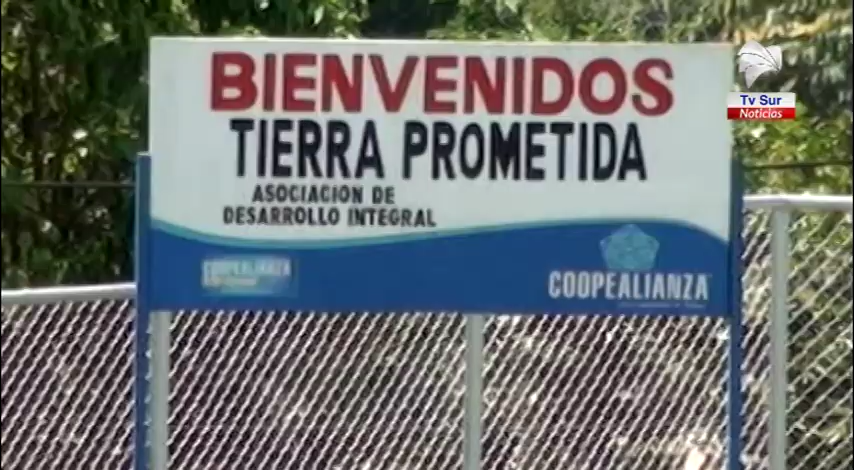 BIENVENIDOS
TIERRA PROMETIDA
ASOCIACION DE
DESARROLLO INTEGRAL
COOPEALIANZA
COOPEALIANZA
Tv Sur
Noticias